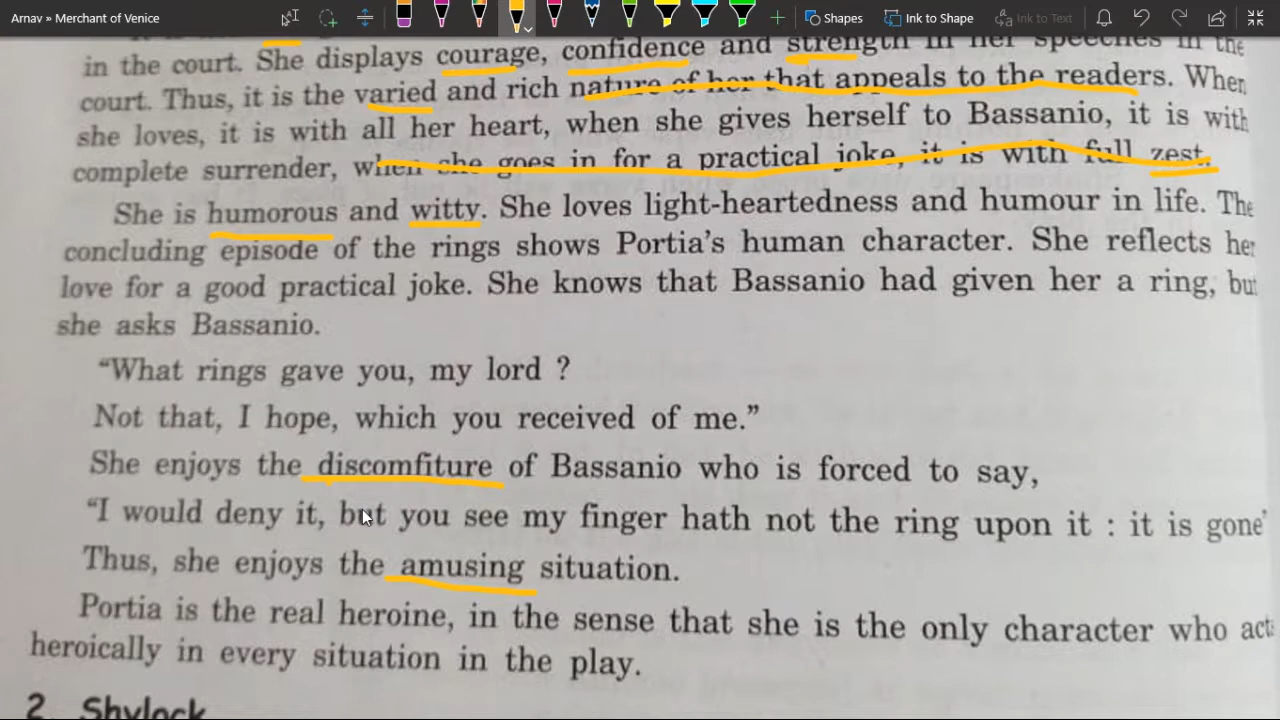 Arnav » Merchant of Venice
Shapes
Ink to Shape
Ink to Text
in the court. She displays courage, confidence and strength in her speeches in the
court. Thus, it is the varied and rich nature of her that appeals to the readers. When
she loves, it is with all her heart, when she gives herself to Bassanio, it is with
complete surrender, when she goes in for a practical joke, it is with full zest.
She is humorous and witty. She loves light-heartedness and humour in life. The
concluding episode of the rings shows Portia's human character. She reflects her
love for a good practical joke. She knows that Bassanio had given her a ring, but
she asks Bassanio.
“What rings gave you, my lord ?
Not that, I hope, which you received of me.”
She enjoys the discomfiture of Bassanio who is forced to say,
“I would deny it, but you see my finger hath not the ring upon it : it is gone”
Thus, she enjoys the amusing situation.
Portia is the real heroine, in the sense that she is the only character who acts
heroically in every situation in the play.
2. Shylock